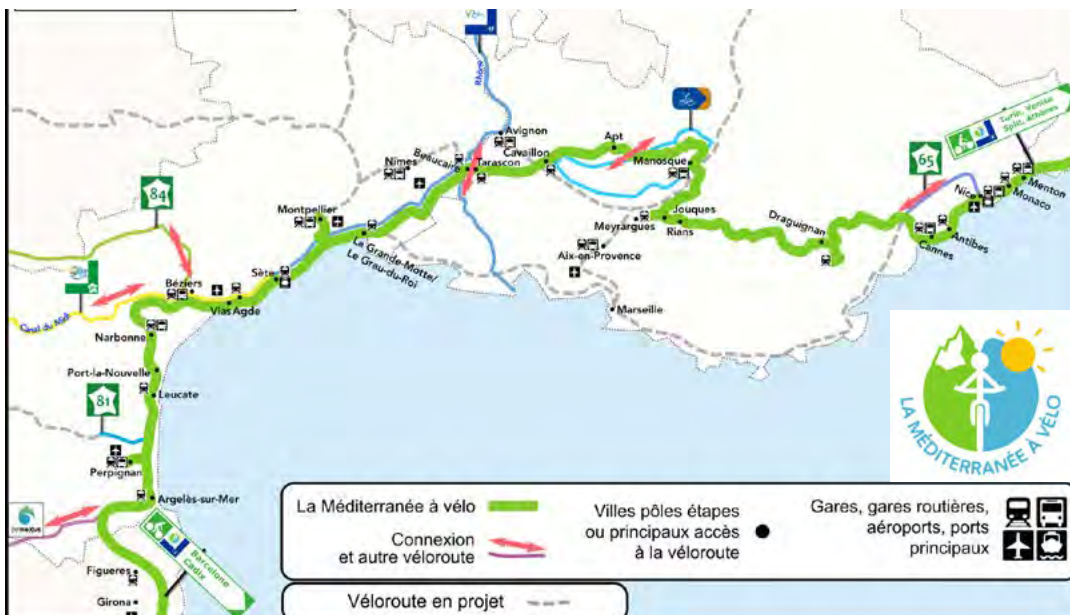 Rhône
Avignon
Apt
Cavaillon
Beaucaire
Tarascon
Nîmes
Manosque
Turin, Venise
Split, Athènes
65
Menton
Monaco
Nice
Antibes
Cannes
Draguignan
84
Montpellier
Meyrargues
Jouques
Rians
Aix-en-Provence
La Grande-Motte/
Le Grau-du-Roi
Marseille
Sète
Béziers
Vias
Agde
Canal du Midi
Narbonne
Port-la-Nouvelle
81
Leucate
Perpignan
Argelès-sur-Mer
Barcelone
Cadix
Figueres
Girona
LA MÉDITERRANÉE À VÉLO
La Méditerranée à vélo
Connexion
et autre véloroute
Villes pôles étapes
ou principaux accès
à la véloroute
Gares, gares routières,
aéroports, ports
principaux
Véloroute en projet